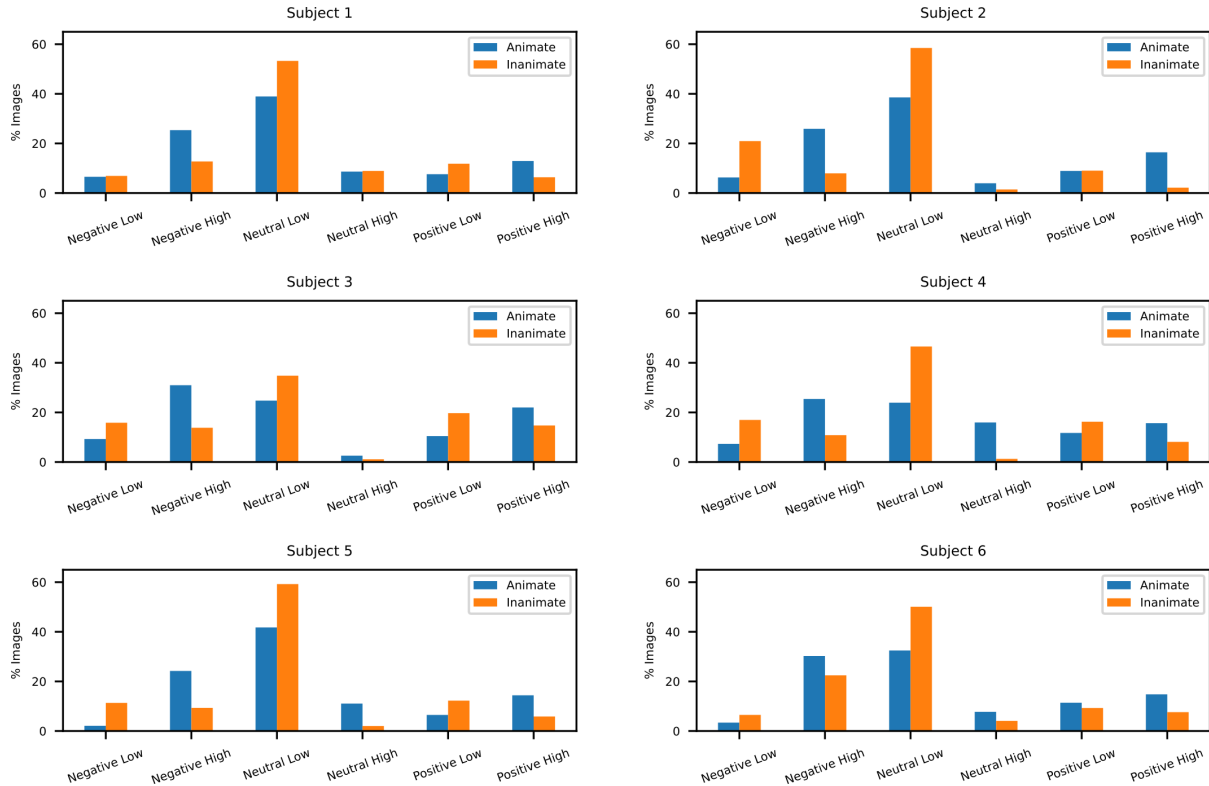 Subject 1
60
40
20
0
% Images
Animate
Inanimate
Negative Low
Negative High
Neutral Low
Neutral High
Positive Low
Positive High
Subject 2
60
40
20
0
% Images
Animate
Inanimate
Negative Low
Negative High
Neutral Low
Neutral High
Positive Low
Positive High
Subject 3
60
40
20
0
% Images
Animate
Inanimate
Negative Low
Negative High
Neutral Low
Neutral High
Positive Low
Positive High
Subject 4
60
40
20
0
% Images
Animate
Inanimate
Negative Low
Negative High
Neutral Low
Neutral High
Positive Low
Positive High
Subject 5
60
40
20
0
% Images
Animate
Inanimate
Negative Low
Negative High
Neutral Low
Neutral High
Positive Low
Positive High
Subject 6
60
40
20
0
% Images
Animate
Inanimate
Negative Low
Negative High
Neutral Low
Neutral High
Positive Low
Positive High